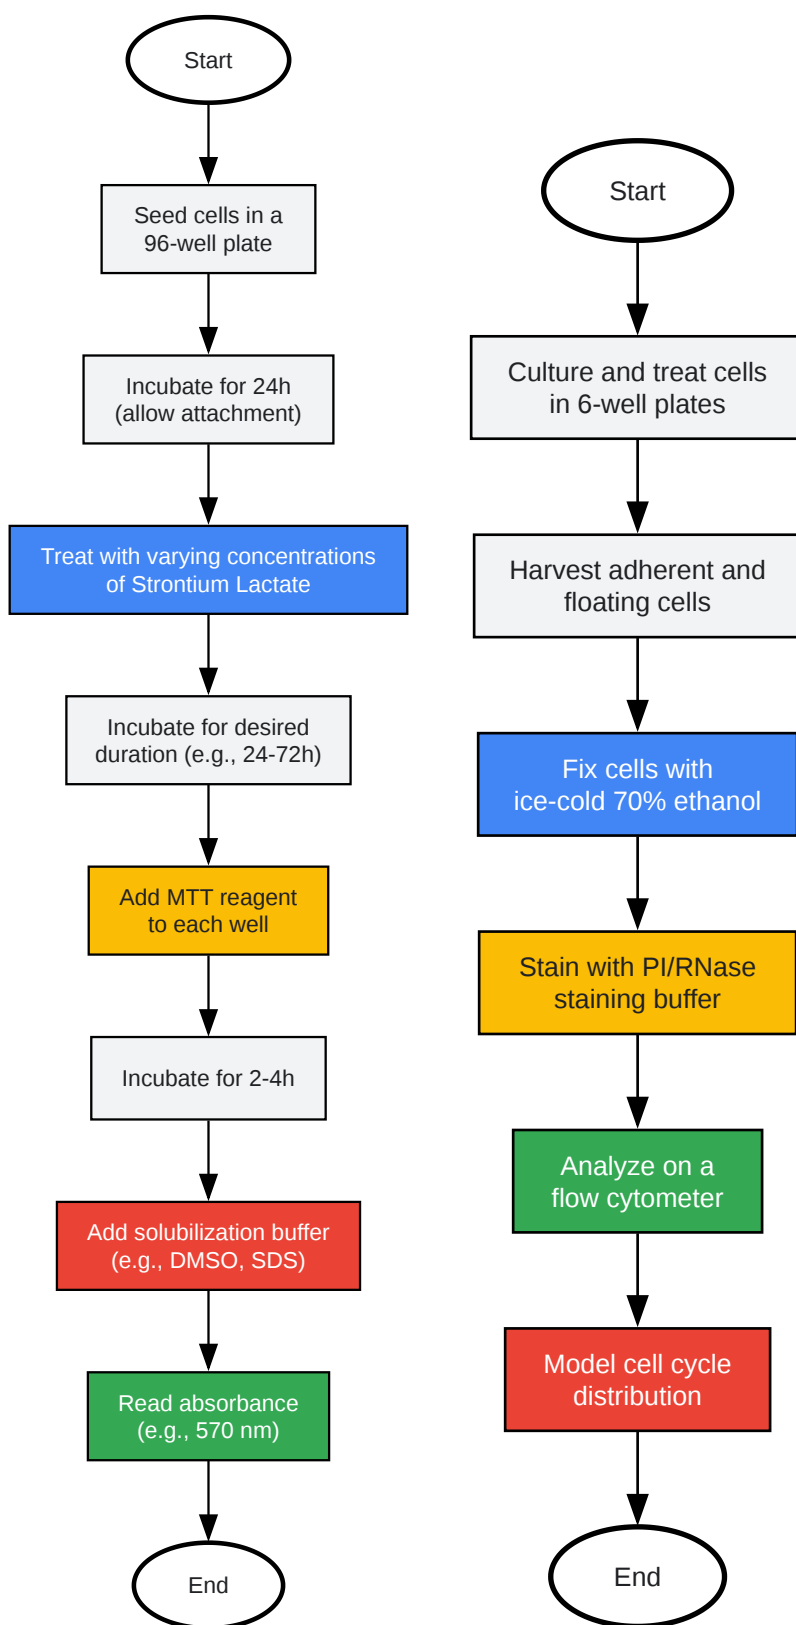 Start
Seed cells in a
96-well plate
Incubate for 24h
(allow attachment)
Treat with varying concentrations
of Strontium Lactate
Incubate for desired
duration (e.g., 24-72h)
Add MTT reagent
to each well
Incubate for 2-4h
Add solubilization buffer
(e.g., DMSO, SDS)
Read absorbance
(e.g., 570 nm)
End
Start
Culture and treat cells
in 6-well plates
Harvest adherent and
floating cells
Fix cells with
ice-cold 70% ethanol
Stain with PI/RNase
staining buffer
Analyze on a
flow cytometer
Model cell cycle
distribution
End